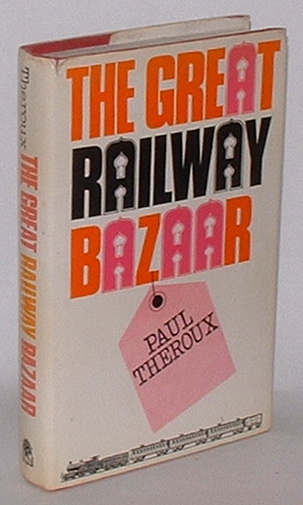 THE GREAT
RAILWAY
BAZAAR
PAUL
THEROUX
Theroux THE GREAT RAILWAY BAZAAR